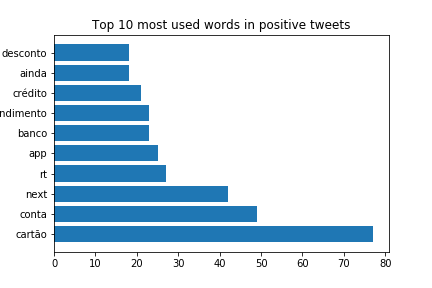 Top 10 most used words in positive tweets
desconto
ainda
crédito
ndimento
banco
app
rt
next
conta
cartão
0 10 20 30 40 50 60 70 80